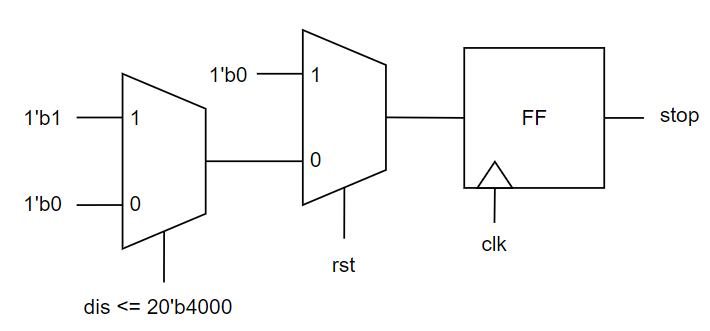 1'b0
1
1'b1
1
FF
stop
0
1'b0
0
clk
rst
dis <= 20'b4000